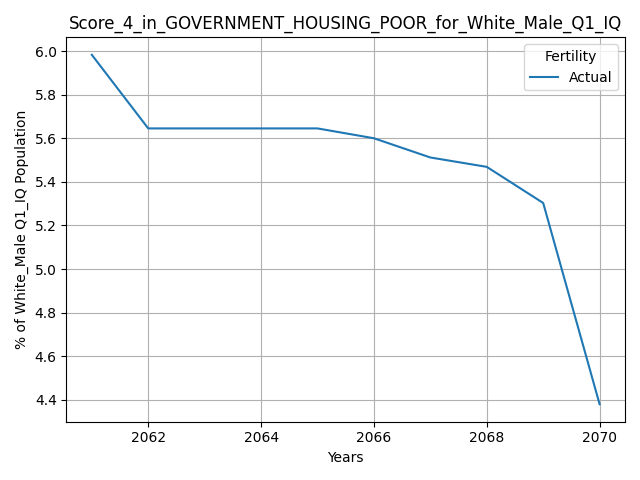 Score_4_in_GOVERNMENT_HOUSING_POOR_for_White_Male_Q1_IQ
Fertility
Actual
% of White_Male Q1_IQ Population
6.0
5.8
5.6
5.4
5.2
5.0
4.8
4.6
4.4
2062 2064 2066 2068 2070
Years